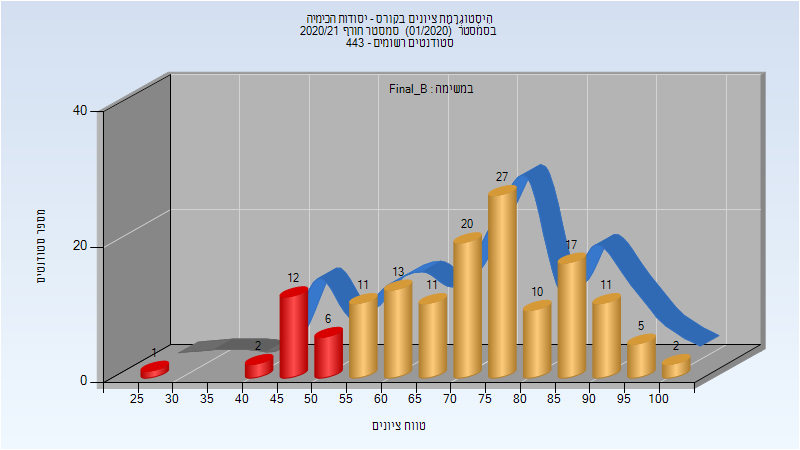 היסטוגרמת ציונים בקורס - יסודות הכימיה
בסמסטר (01/2020) סמסטר חורף 2020/21
סטודנטים רשומים - 443
במשימה : Final_B
מספר סטודנטים
40
20
0
1
2
12
6
11
13
11
20
27
10
17
11
5
2
25 30 35 40 45 50 55 60 65 70 75 80 85 90 95 100
טווח ציונים